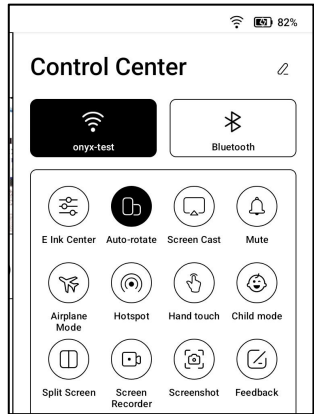 82%
Control Center
onyx-test
Bluetooth
E Ink Center
Auto-rotate
Screen Cast
Mute
Airplane
Mode
Hotspot
Hand touch
Child mode
Split Screen
Screen
Recorder
Screenshot
Feedback